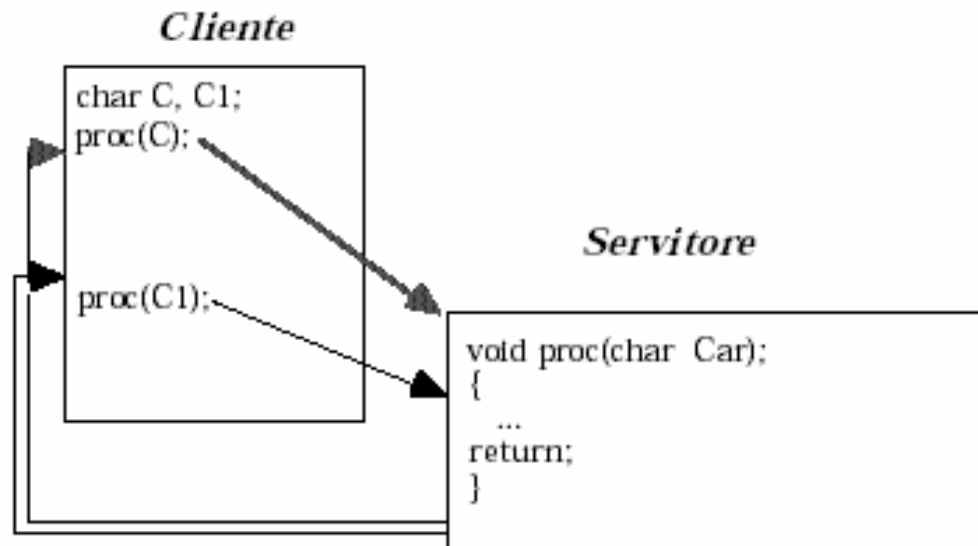 Cliente
char C, C1;
proc(C);
proc(C1);
Servitore
void proc(char Car);
{
...
return;
}